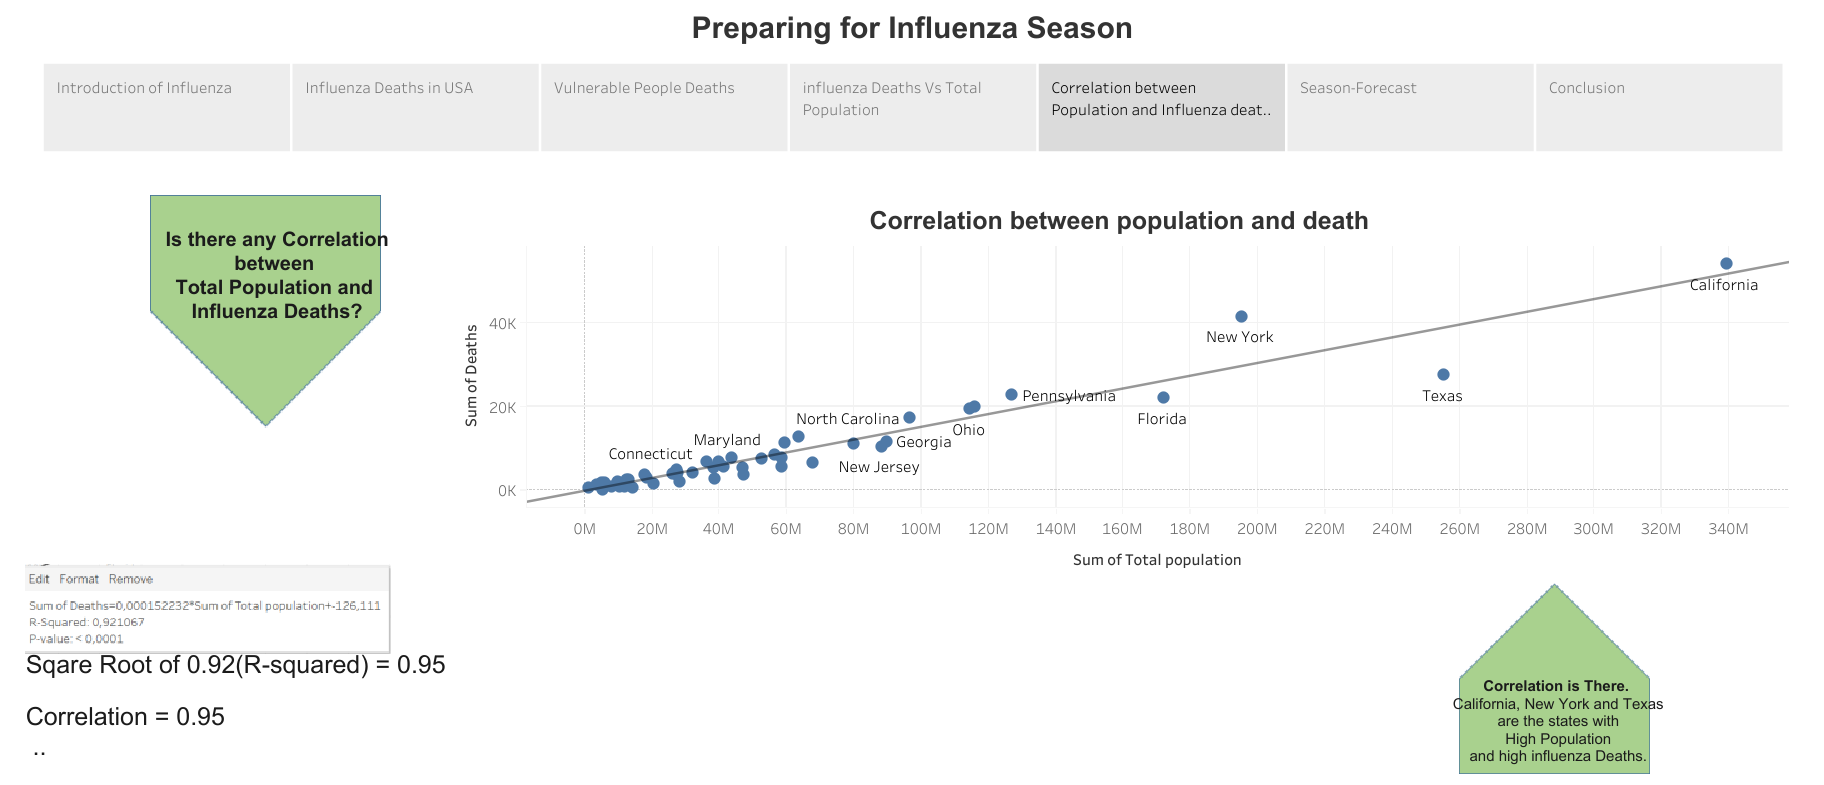 Preparing for Influenza Season
Introduction of Influenza
Influenza Deaths in USA
Vulnerable People Deaths
influenza Deaths Vs Total
Population
Correlation between
Population and Influenza deat..
Season-Forecast
Conclusion
Is there any Correlation
between
Total Population and
Influenza Deaths?
Correlation between population and death
Sum of Deaths
40K
20K
0K
California
New York
Texas
Pennsylvania
Florida
North Carolina
Ohio
Georgia
Maryland
Connecticut
New Jersey
0M 20M 40M 60M 80M 100M 120M 140M 160M 180M 200M 220M 240M 260M 280M 300M 320M 340M
Sum of Total population
Edit Format Remove
Sum of Deaths=0,000152232*Sum of Total population+-126,111
R-Squared: 0,921067
P-value: < 0,0001
Sqare Root of 0.92(R-squared) = 0.95
Correlation = 0.95
..
Correlation is There.
California, New York and Texas
are the states with
High Population
and high influenza Deaths.